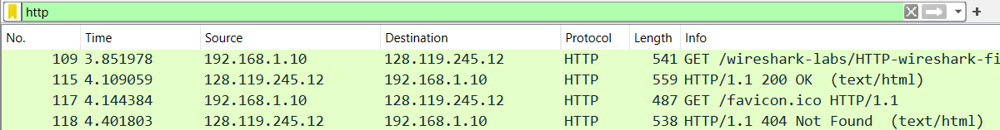 http
No. Time Source Destination Protocol Length Info
109 3.851978 192.168.1.10 128.119.245.12 HTTP 541 GET /wireshark-labs/HTTP-wireshark-fi
115 4.109059 128.119.245.12 192.168.1.10 HTTP 559 HTTP/1.1 200 OK (text/html)
117 4.144384 192.168.1.10 128.119.245.12 HTTP 487 GET /favicon.ico HTTP/1.1
118 4.401803 128.119.245.12 192.168.1.10 HTTP 538 HTTP/1.1 404 Not Found (text/html)